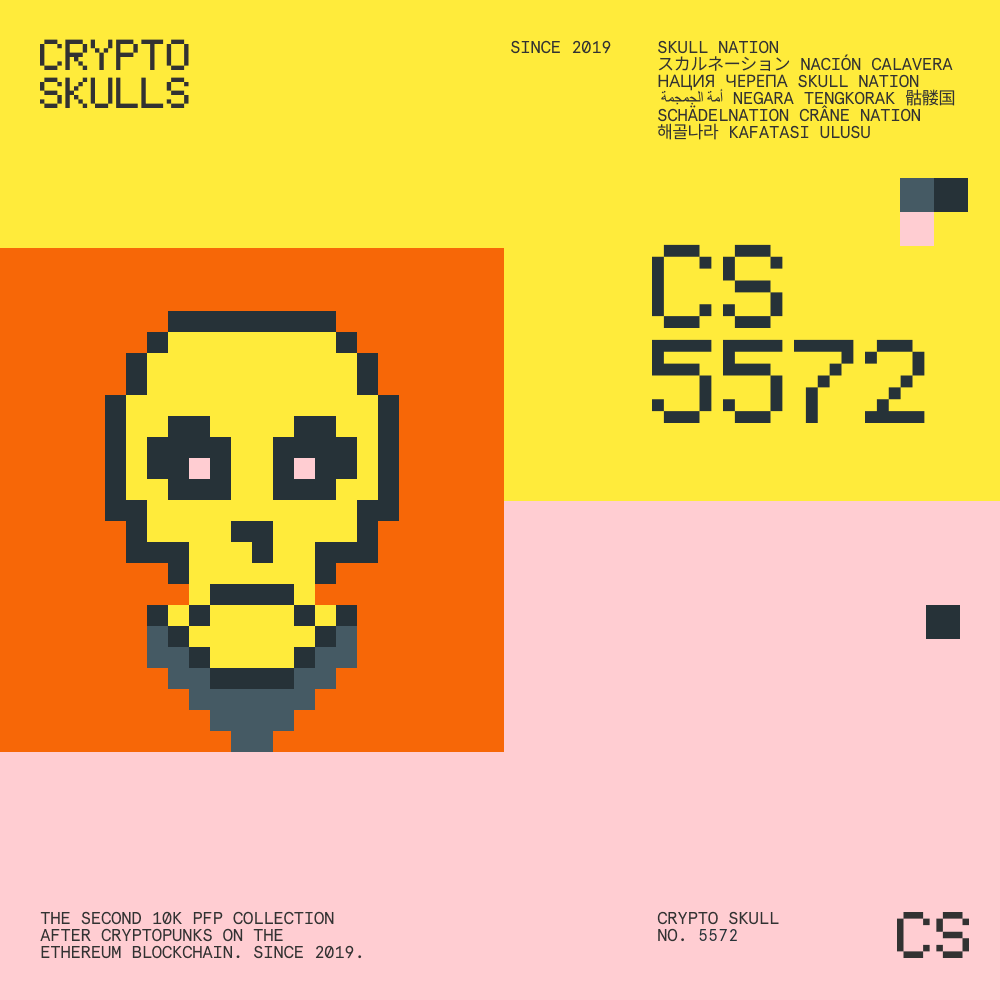 CRYPTO
SKULLS
SINCE 2019
SKULL NATION
スカルネーション NACIÓN CALAVERA
НАЦИЯ ЧЕРЕПА SKULL NATION
أمة الجمجمة NEGARA TENGKORAK 骷髅国
SCHÄDELNATION CRÂNE NATION
해골나라 KAFATASI ULUSU
CS
5572
THE SECOND 10K PFP COLLECTION
AFTER CRYPTOPUNKS ON THE
ETHEREUM BLOCKCHAIN. SINCE 2019.
CRYPTO SKULL
NO. 5572
CS